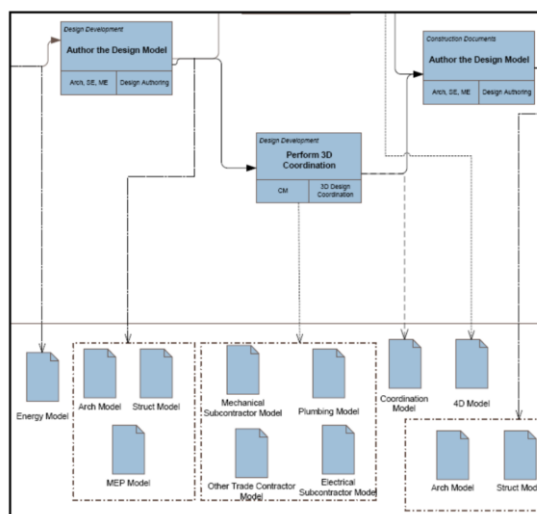 Design Development
Author the Design Model
Arch, SE, ME
Design Authoring
Construction Documents
Author the Design Model
Arch, SE, ME
Design Authoring
Design Development
Perform 3D
Coordination
CM
3D Design
Coordination
Energy Model
Arch Model
Struct Model
MEP Model
Mechanical
Subcontractor Model
Plumbing Model
Other Trade Contractor
Model
Electrical
Subcontractor Model
Coordination
Model
4D Model
Arch Model
Struct Mod